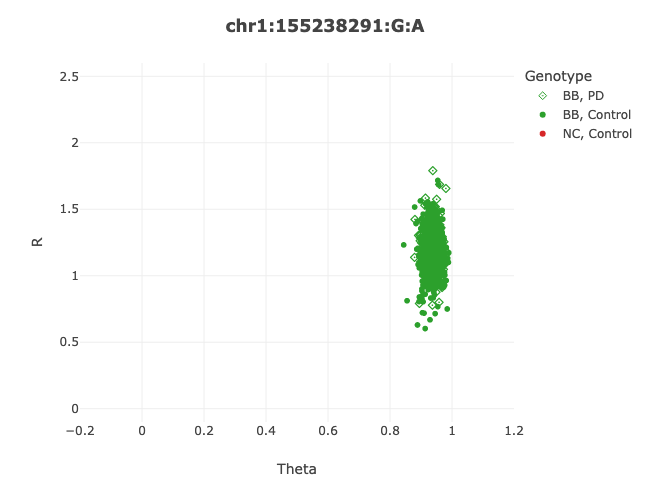 chr1:155238291:G:A
Genotype
BB, PD
BB, Control
NC, Control
2.5
2
1.5
1
0.5
0
R
−0.2 0 0.2 0.4 0.6 0.8 1 1.2
Theta